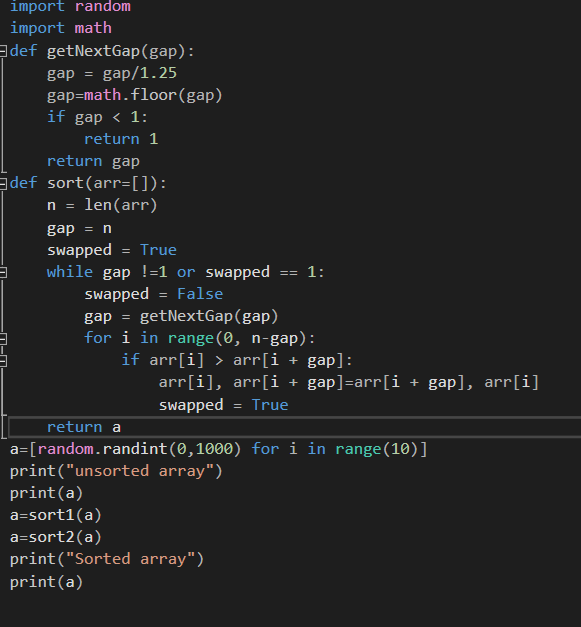 import random
import math
def getNextGap(gap):
    gap = gap/1.25
    gap=math.floor(gap)
    if gap < 1:
        return 1
    return gap
def sort(arr=[]):
    n = len(arr)
    gap = n
    swapped = True
    while gap !=1 or swapped == 1:
        swapped = False
        gap = getNextGap(gap)
        for i in range(0, n-gap):
            if arr[i] > arr[i + gap]:
                arr[i], arr[i + gap]=arr[i + gap], arr[i]
                swapped = True
    return a
a=[random.randint(0,1000) for i in range(10)]
print("unsorted array")
print(a)
a=sort1(a)
a=sort2(a)
print("Sorted array")
print(a)